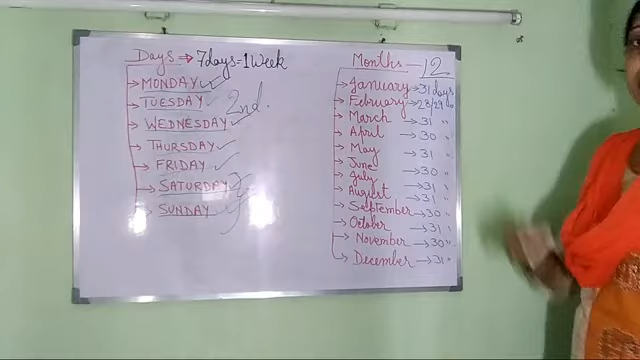 Days → 7days=1Week
MONDAY
TUESDAY
2nd.
WEDNESDAY
THURSDAY
FRIDAY
SATURDAY
SUNDAY
Months — 12
January → 31 days
February → 28/29 do
March → 31 "
April → 30 "
May → 31 "
June → 30 "
July → 31 "
August → 31 "
September → 30 "
October → 31 "
November → 30 "
December → 31 "